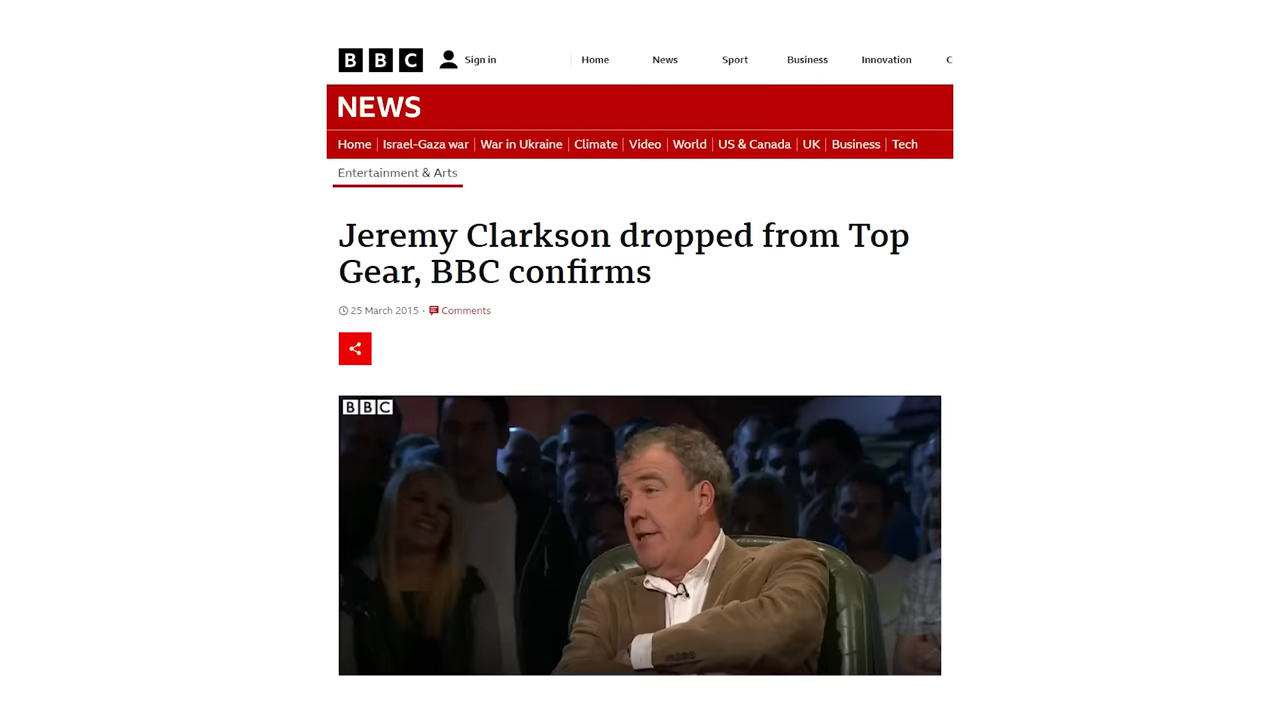 BBC Sign in Home News Sport Business Innovation C
NEWS
Home Israel-Gaza war War in Ukraine Climate Video World US & Canada UK Business Tech
Entertainment & Arts
Jeremy Clarkson dropped from Top
Gear, BBC confirms
25 March 2015 · Comments
BBC